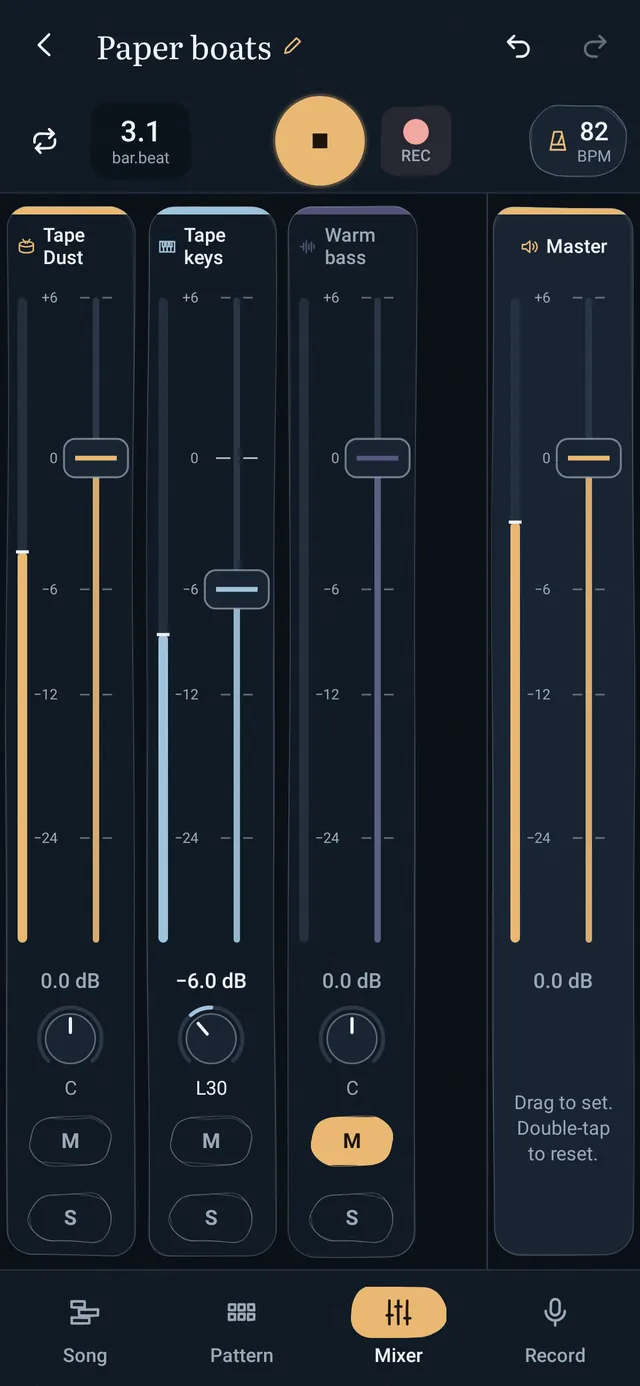 Paper boats
3.1
bar.beat
REC
82
BPM
Tape
Dust
+6
0
−6
−12
−24
0.0 dB
C
M
S
Tape
keys
+6
0
−6
−12
−24
−6.0 dB
L30
M
S
Warm
bass
+6
0
−6
−12
−24
0.0 dB
C
M
S
Master
+6
0
−6
−12
−24
0.0 dB
Drag to set.
Double-tap
to reset.
Song
Pattern
Mixer
Record